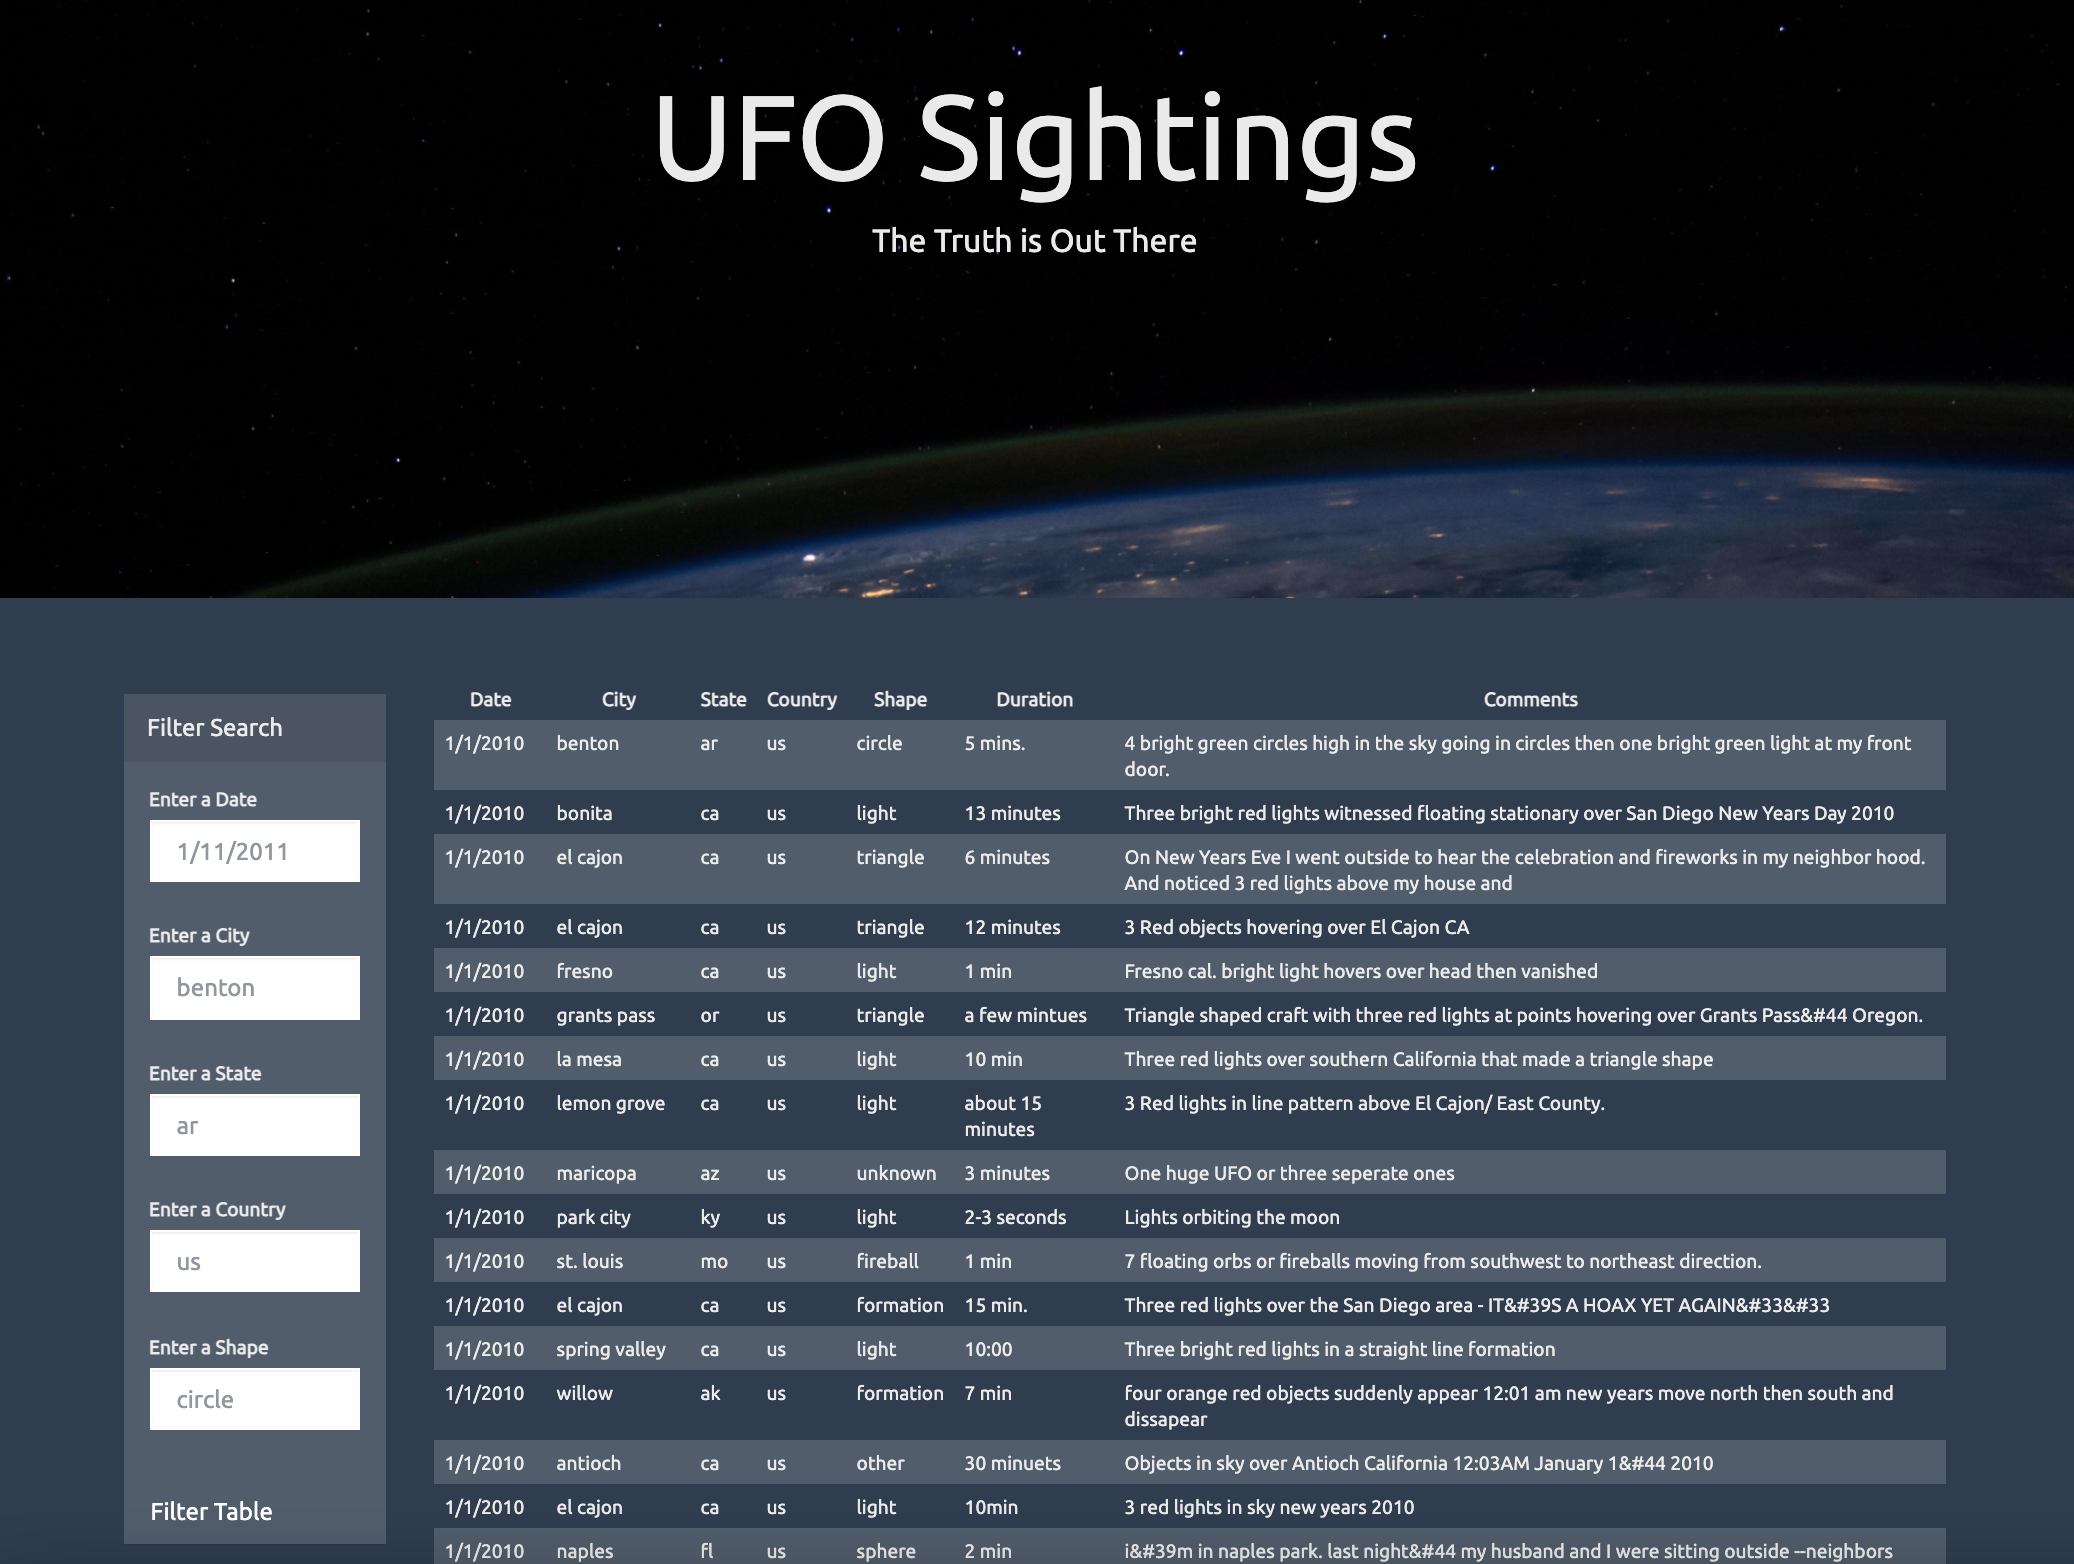 UFO Sightings
The Truth is Out There
Filter Search
Enter a Date
1/11/2011
Enter a City
benton
Enter a State
ar
Enter a Country
us
Enter a Shape
circle
Filter Table
Date City State Country Shape Duration Comments
1/1/2010 benton ar us circle 5 mins. 4 bright green circles high in the sky going in circles then one bright green light at my front
door.
1/1/2010 bonita ca us light 13 minutes Three bright red lights witnessed floating stationary over San Diego New Years Day 2010
1/1/2010 el cajon ca us triangle 6 minutes On New Years Eve I went outside to hear the celebration and fireworks in my neighbor hood.
And noticed 3 red lights above my house and
1/1/2010 el cajon ca us triangle 12 minutes 3 Red objects hovering over El Cajon CA
1/1/2010 fresno ca us light 1 min Fresno cal. bright light hovers over head then vanished
1/1/2010 grants pass or us triangle a few mintues Triangle shaped craft with three red lights at points hovering over Grants Pass&#44 Oregon.
1/1/2010 la mesa ca us light 10 min Three red lights over southern California that made a triangle shape
1/1/2010 lemon grove ca us light about 15 3 Red lights in line pattern above El Cajon/ East County.
minutes
1/1/2010 maricopa az us unknown 3 minutes One huge UFO or three seperate ones
1/1/2010 park city ky us light 2-3 seconds Lights orbiting the moon
1/1/2010 st. louis mo us fireball 1 min 7 floating orbs or fireballs moving from southwest to northeast direction.
1/1/2010 el cajon ca us formation 15 min. Three red lights over the San Diego area - IT&#39S A HOAX YET AGAIN&#33&#33
1/1/2010 spring valley ca us light 10:00 Three bright red lights in a straight line formation
1/1/2010 willow ak us formation 7 min four orange red objects suddenly appear 12:01 am new years move north then south and
dissapear
1/1/2010 antioch ca us other 30 minuets Objects in sky over Antioch California 12:03AM January 1&#44 2010
1/1/2010 el cajon ca us light 10min 3 red lights in sky new years 2010
1/1/2010 naples fl us sphere 2 min i&#39m in naples park. last night&#44 my husband and I were sitting outside --neighbors